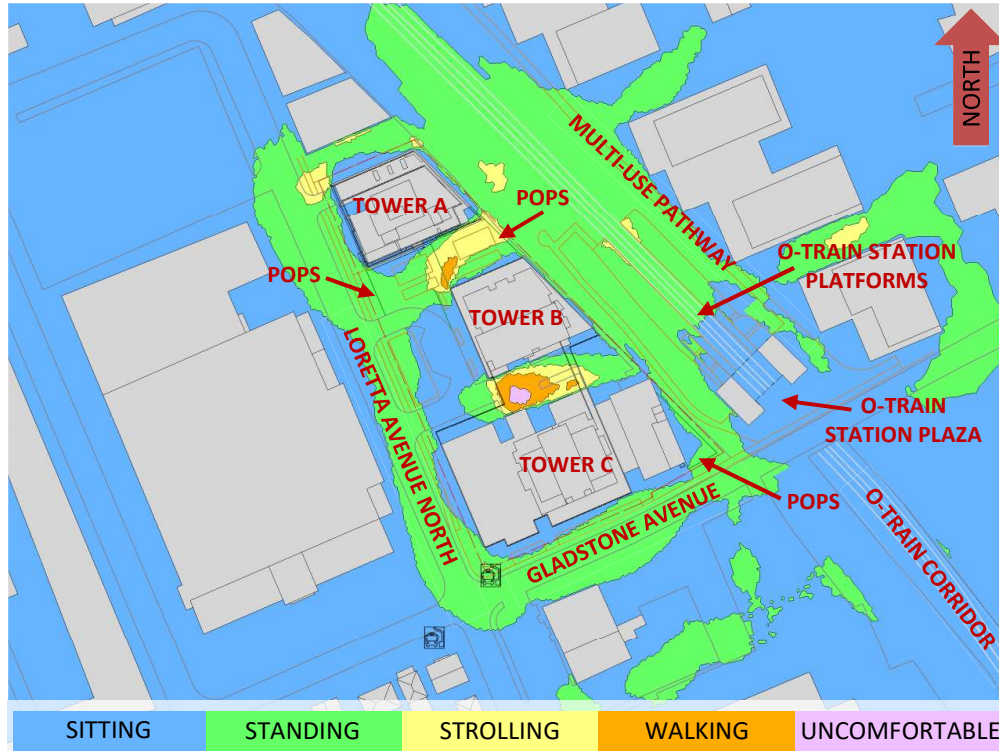 NORTH
MULTI-USE PATHWAY
TOWER A
POPS
POPS
O-TRAIN STATION
PLATFORMS
TOWER B
LORETTA AVENUE NORTH
O-TRAIN
STATION PLAZA
TOWER C
POPS
GLADSTONE AVENUE
O-TRAIN CORRIDOR
SITTING
STANDING
STROLLING
WALKING
UNCOMFORTABLE